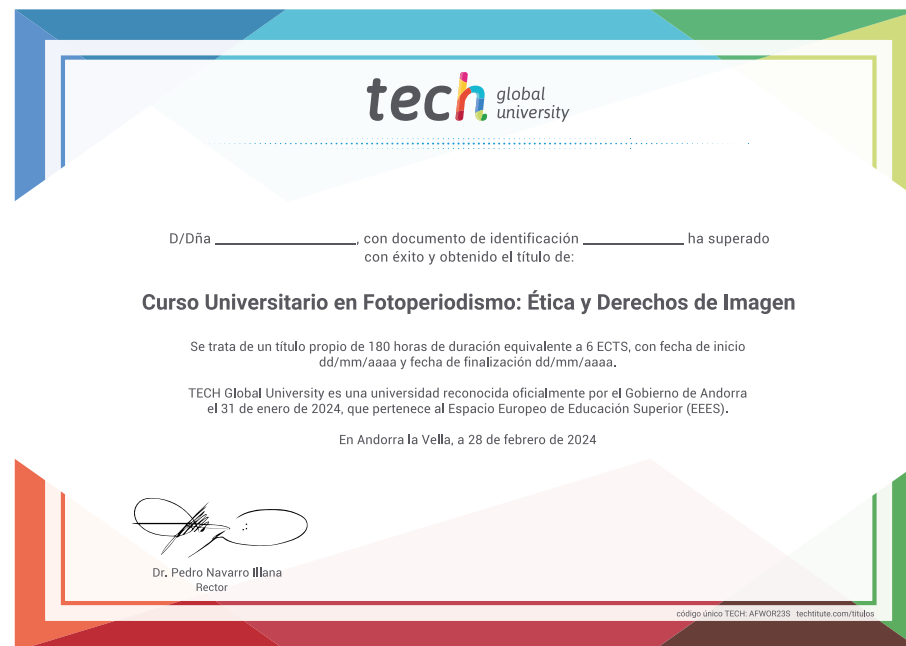 tech global university
D/Dña ______________, con documento de identificación __________ ha superado
con éxito y obtenido el título de:
Curso Universitario en Fotoperiodismo: Ética y Derechos de Imagen
Se trata de un título propio de 180 horas de duración equivalente a 6 ECTS, con fecha de inicio
dd/mm/aaaa y fecha de finalización dd/mm/aaaa.
TECH Global University es una universidad reconocida oficialmente por el Gobierno de Andorra
el 31 de enero de 2024, que pertenece al Espacio Europeo de Educación Superior (EEES).
En Andorra la Vella, a 28 de febrero de 2024
Dr. Pedro Navarro Illana
Rector
código único TECH: AFWOR23S techtitute.com/titulos